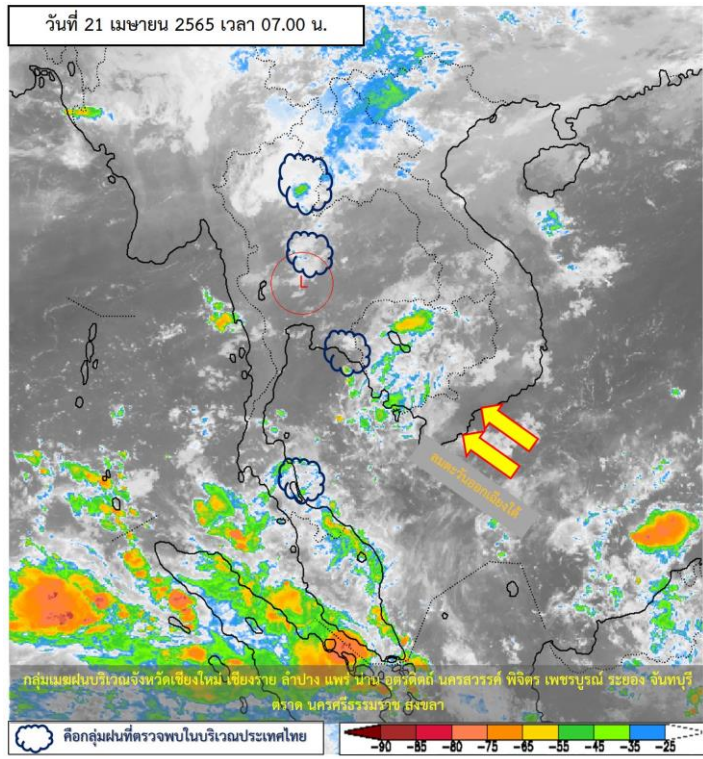 วันที่ 21 เมษายน 2565 เวลา 07.00 น.
L
ลมตะวันออกเฉียงใต้
กลุ่มเมฆฝนบริเวณจังหวัดเชียงใหม่ เชียงราย ลำปาง แพร่ น่าน อุตรดิตถ์ นครสวรรค์ พิจิตร เพชรบูรณ์ ระยอง จันทบุรี
ตราด นครศรีธรรมราช สงขลา
คือกลุ่มฝนที่ตรวจพบในบริเวณประเทศไทย
-90 -85 -80 -75 -65 -55 -45 -35 -25